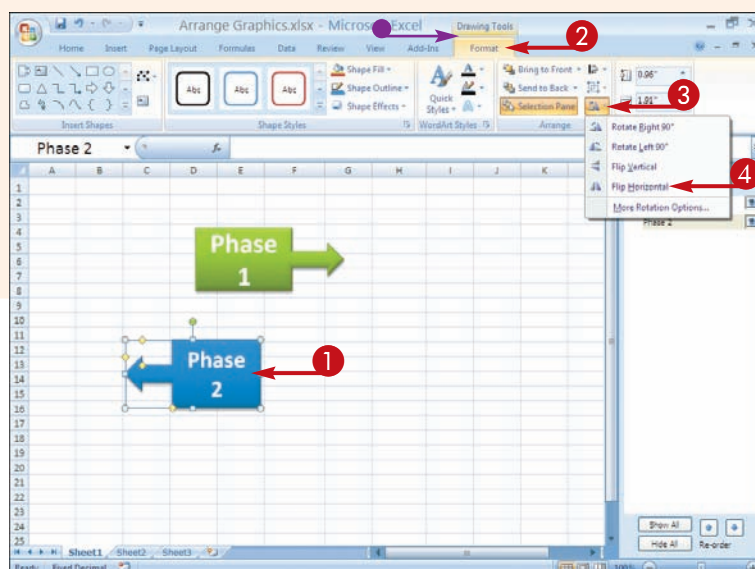 Arrange Graphics.xlsx - Microsoft Excel
Drawing Tools
Home Insert Page Layout Formulas Data Review View Add-Ins Format
2
Abc Abc Abc
Shape Fill
Shape Outline
Shape Effects
Quick Styles
Bring to Front
Send to Back
Selection Pane
0.96"
1.91"
3
Insert Shapes
Shape Styles
WordArt Styles
Arrange
Rotate Right 90°
Rotate Left 90°
Flip Vertical
Flip Horizontal
4
More Rotation Options...
Phase 2
fx
A B C D E F G H I J K
Phase 2
1
2
3
4
5
6
7
8
9
10
11
12
13
14
15
16
17
18
19
20
21
22
23
24
25
Phase
1
Phase
2
1
Show All
Hide All
Re-order
Sheet1 Sheet2 Sheet3
Ready Fixed Decimal
100%